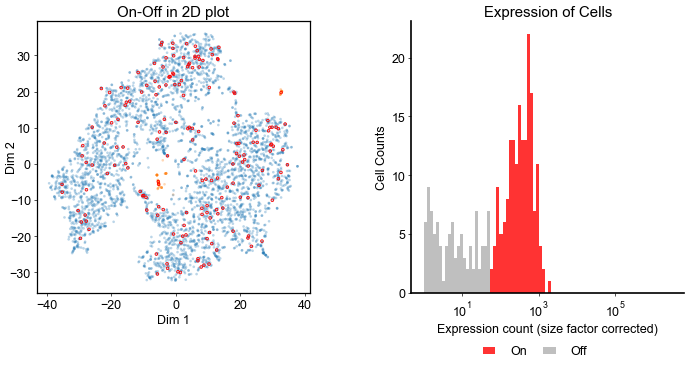 On-Off in 2D plot
Dim 2
30
20
10
0
−10
−20
−30
−40
−20
0
20
40
Dim 1
Expression of Cells
Cell Counts
20
15
10
5
0
10^1
10^3
10^5
Expression count (size factor corrected)
On
Off